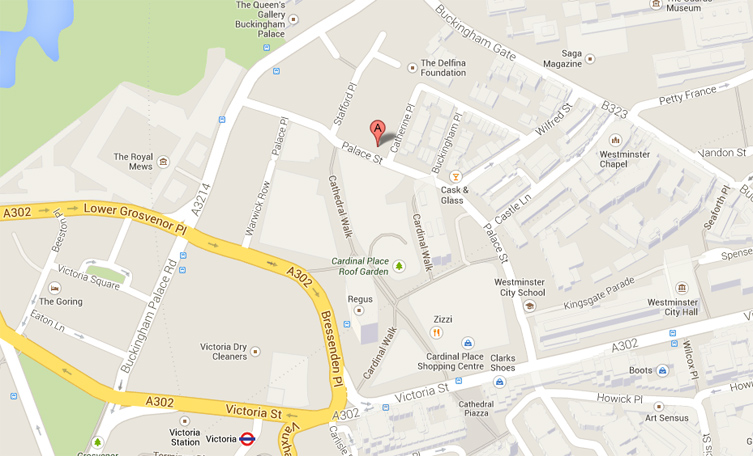 The Queen's
Gallery
Buckingham
Palace
Buckingham Gate
Museum
Saga
Magazine
The Delfina
Foundation
B323
Petty France
Stafford Pl
Catherine Pl
Buckingham Pl
Wilfred St
Palace Pl
A
Palace St
Westminster
Chapel
Vandon St
The Royal
Mews
A3214
Warwick Row
Cathedral Walk
Cask &
Glass
Castle Ln
Seaforth Pl
A302
Lower Grosvenor Pl
Beeston Pl
Cardinal Walk
Palace St
Cardinal Place
Roof Garden
Victoria Square
A302
The Goring
Buckingham Palace Rd
Regus
Westminster
City School
Kingsgate Parade
Westminster
City Hall
Eaton Ln
Bressenden Pl
Zizzi
Victoria Dry
Cleaners
Cardinal Walk
Cardinal Place
Shopping Centre
Clarks
Shoes
A302
Wilcox Pl
Boots
A302
Victoria St
A302
Victoria St
Howick Pl
Cathedral
Piazza
Art Sensus
Victoria
Station
Victoria